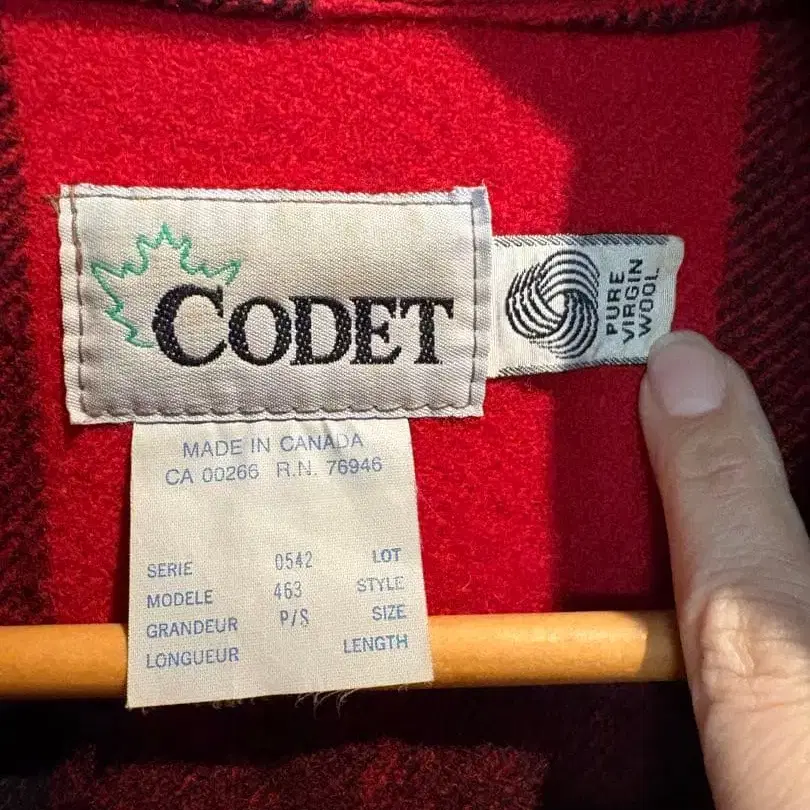 CODET
PURE
VIRGIN
WOOL
MADE IN CANADA
CA 00266 R.N. 76946
SERIE 0542 LOT
MODELE 463 STYLE
GRANDEUR P/S SIZE
LONGUEUR LENGTH